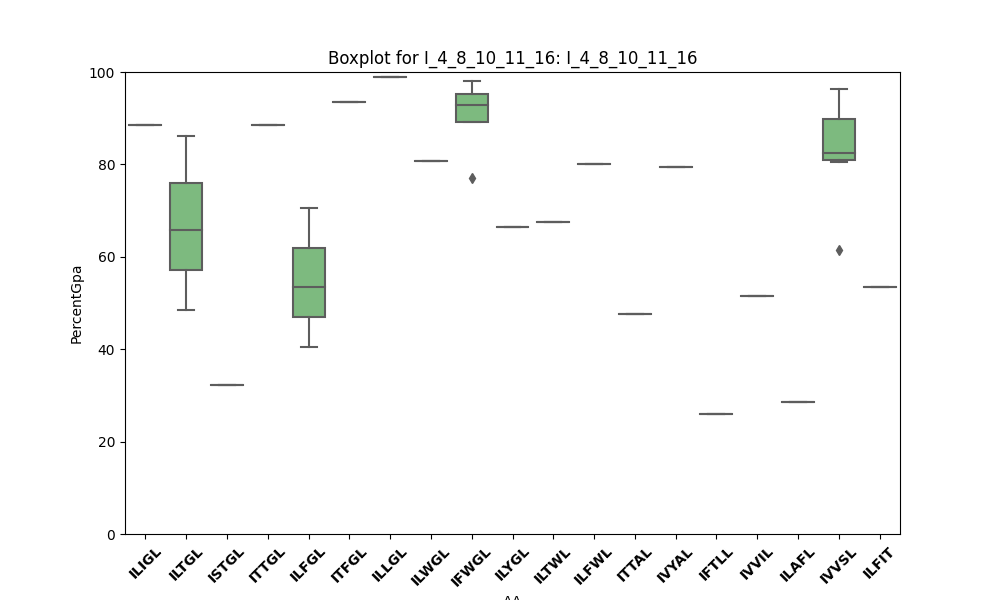 Boxplot for I_4_8_10_11_16: I_4_8_10_11_16
100
80
60
40
20
0
PercentGpa
ILIGL ILTGL ISTGL ITTGL ILFGL ITFGL ILLGL ILWGL IFWGL ILYGL ILTWL ILFWL ITTAL IVYAL IFTLL IVVIL ILAFL IVVSL ILFIT
AA